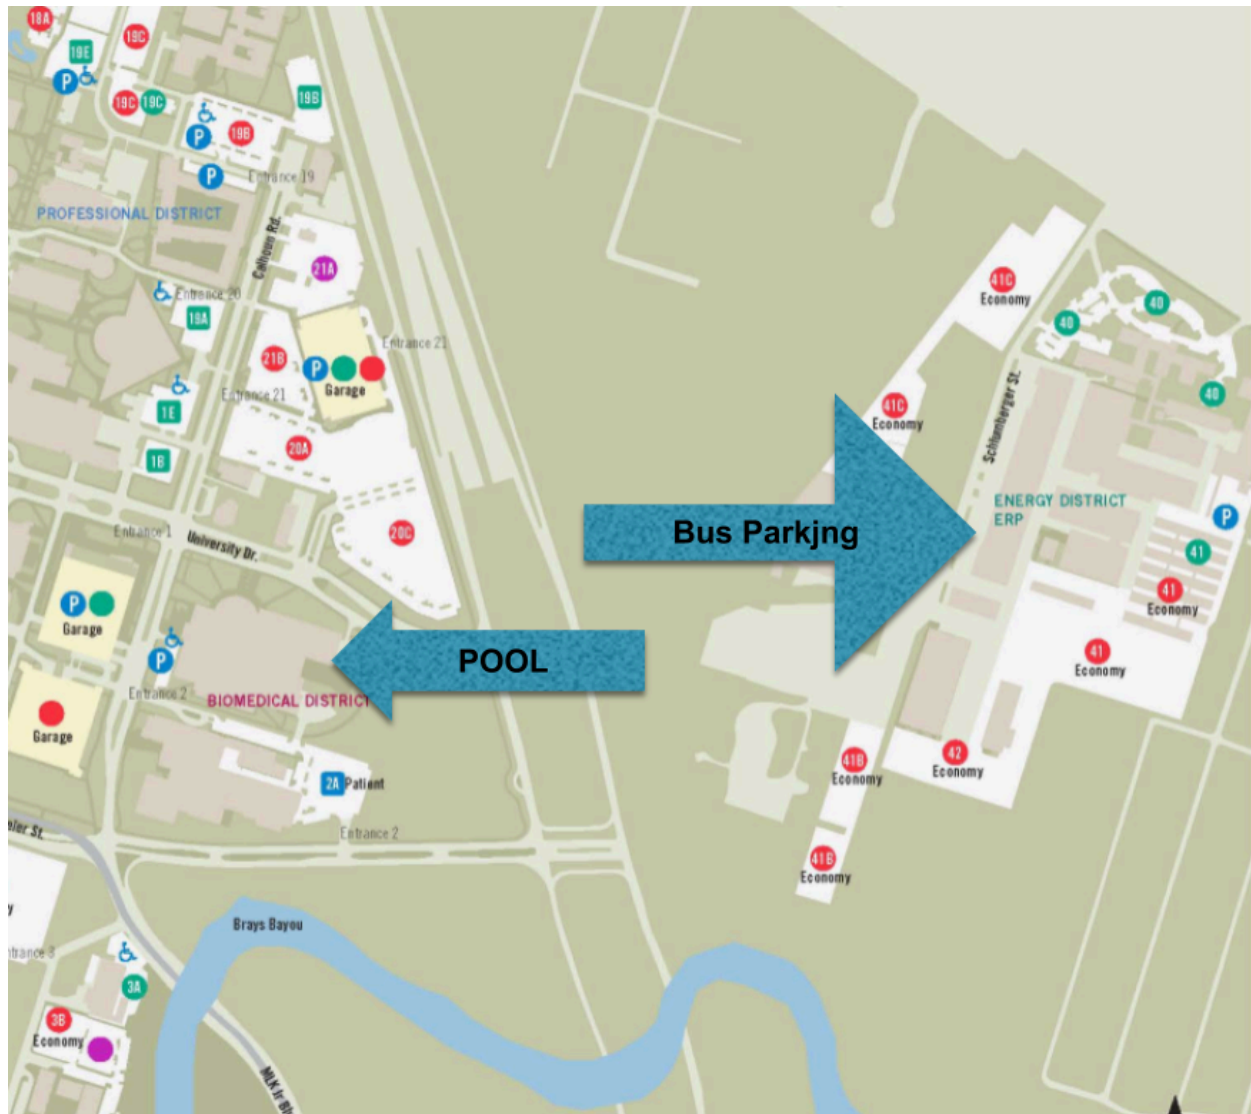 18A
19C
19E
P
19C
19C
19B
P
19B
P
Entrance 19
PROFESSIONAL DISTRICT
Calhoun Rd.
21A
Entrance 20
19A
21B
P
Garage
Entrance 21
Entrance 21
1E
20A
1B
Entrance 1
University Dr.
20C
P
Garage
P
Entrance 2
BIOMEDICAL DISTRICT
POOL
Garage
2A Patient
Entrance 2
Brays Bayou
3A
3B
Economy
41C
Economy
40
40
40
41C
Economy
Schlumberger St.
Bus Parkjng
ENERGY DISTRICT
ERP
P
41
41
Economy
41
Economy
42
Economy
41B
Economy
41B
Economy